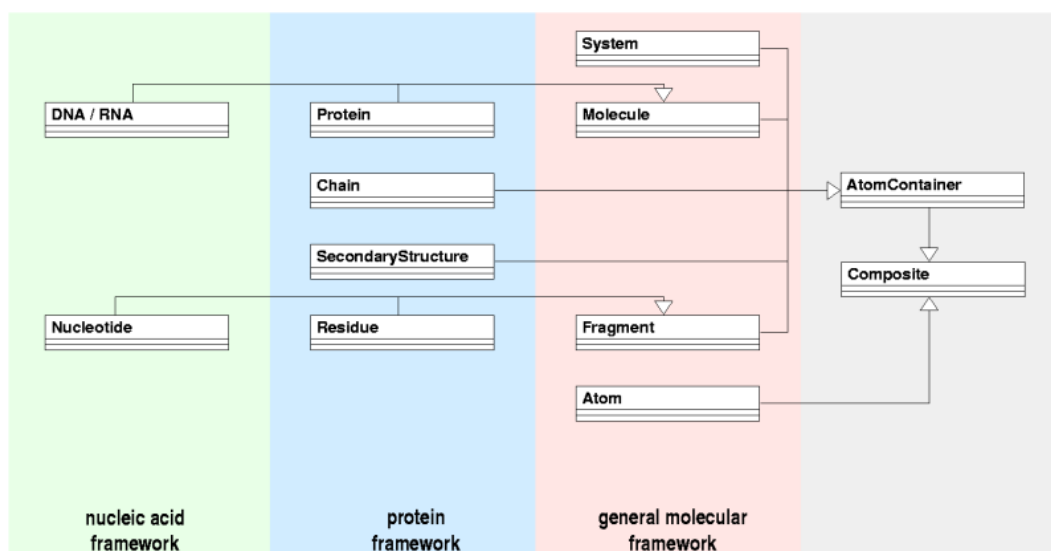 System
DNA / RNA
Protein
Molecule
Chain
AtomContainer
SecondaryStructure
Composite
Nucleotide
Residue
Fragment
Atom
nucleic acid
framework
protein
framework
general molecular
framework